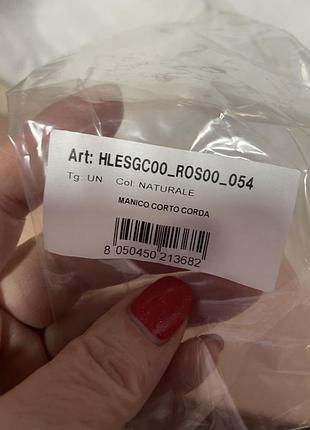 Art: HLESGC00_ROS00_054
Tg: UN Col: NATURALE
MANICO CORTO CORDA
8 050450 213682